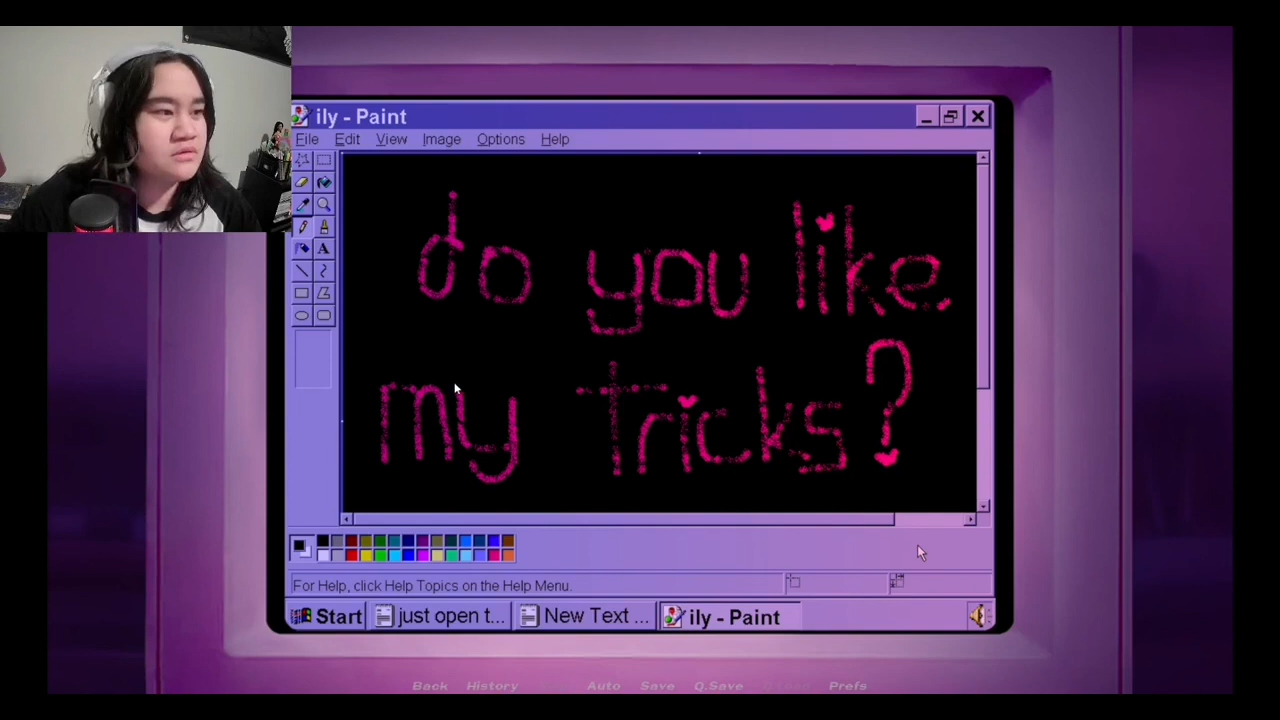 ily - Paint
File Edit View Image Options Help
do you like
my Tricks?
For Help, click Help Topics on the Help Menu.
Start just open t... New Text ... ily - Paint
Back History Auto Save Q.Save Prefs